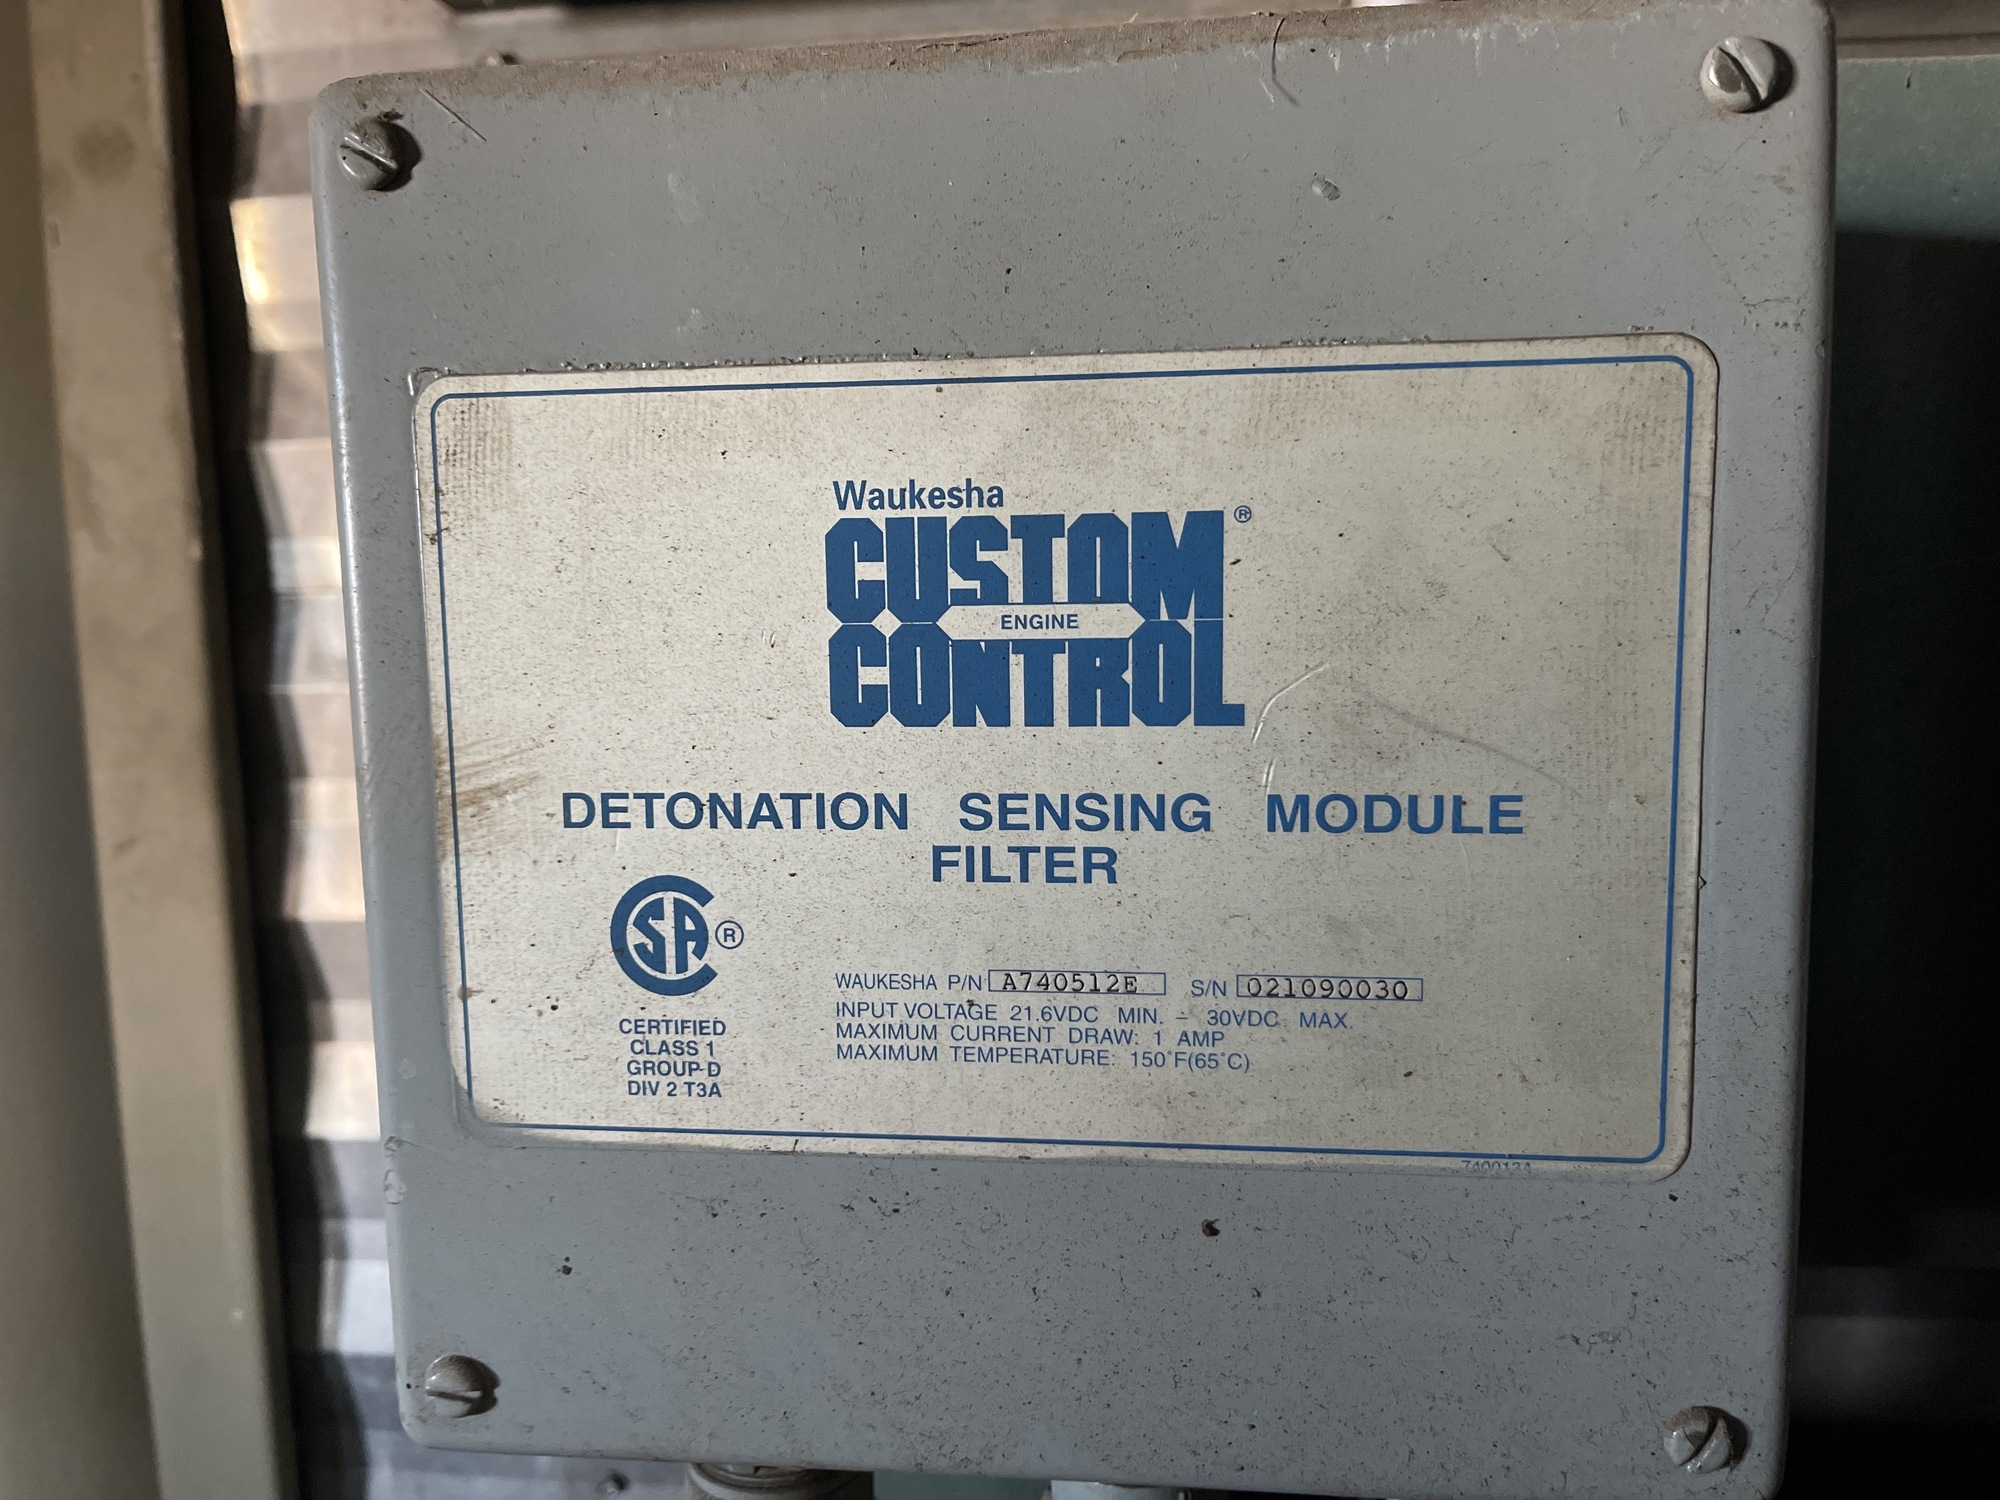 Waukesha
CUSTOM ®
ENGINE
CONTROL
DETONATION SENSING MODULE
FILTER
CSA ®
CERTIFIED
CLASS 1
GROUP D
DIV 2 T3A
WAUKESHA P/N A740512E S/N 021090030
INPUT VOLTAGE 21.6VDC MIN. - 30VDC MAX.
MAXIMUM CURRENT DRAW: 1 AMP
MAXIMUM TEMPERATURE: 150°F(65°C)